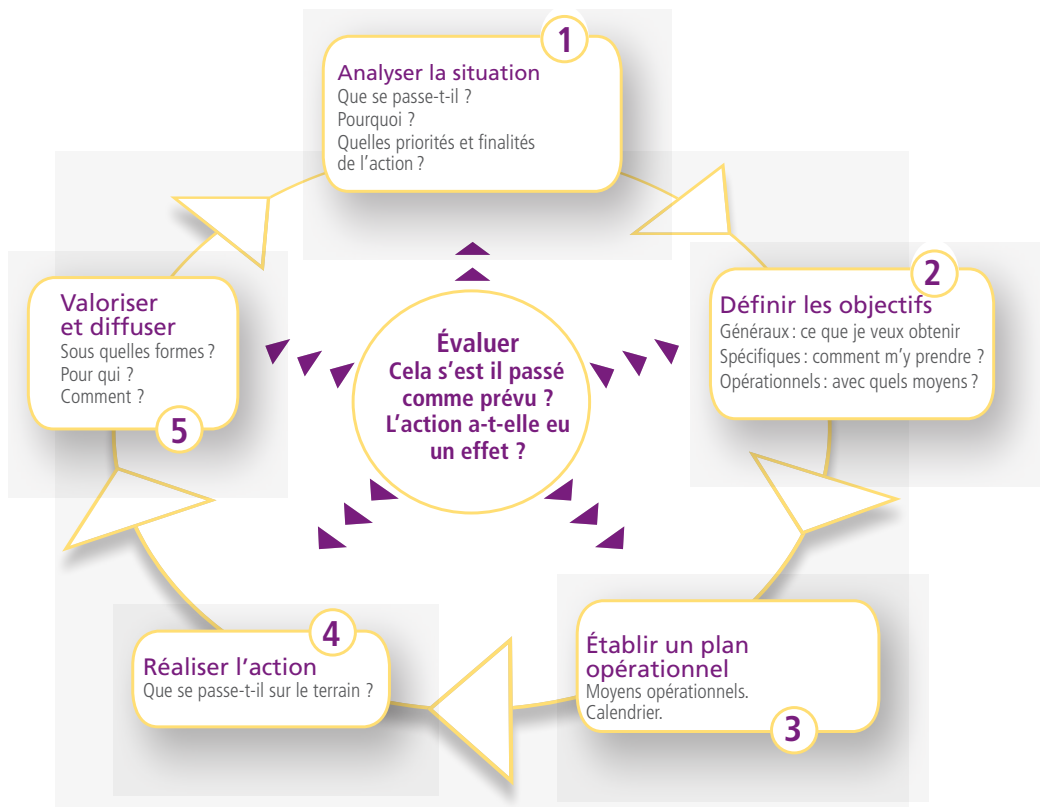 1
Analyser la situation
Que se passe-t-il ?
Pourquoi ?
Quelles priorités et finalités
de l'action ?
2
Définir les objectifs
Généraux : ce que je veux obtenir
Spécifiques : comment m'y prendre ?
Opérationnels : avec quels moyens ?
Valoriser
et diffuser
Sous quelles formes ?
Pour qui ?
Comment ?
5
Évaluer
Cela s'est il passé
comme prévu ?
L'action a-t-elle eu
un effet ?
4
Réaliser l'action
Que se passe-t-il sur le terrain ?
Établir un plan
opérationnel
Moyens opérationnels.
Calendrier.
3